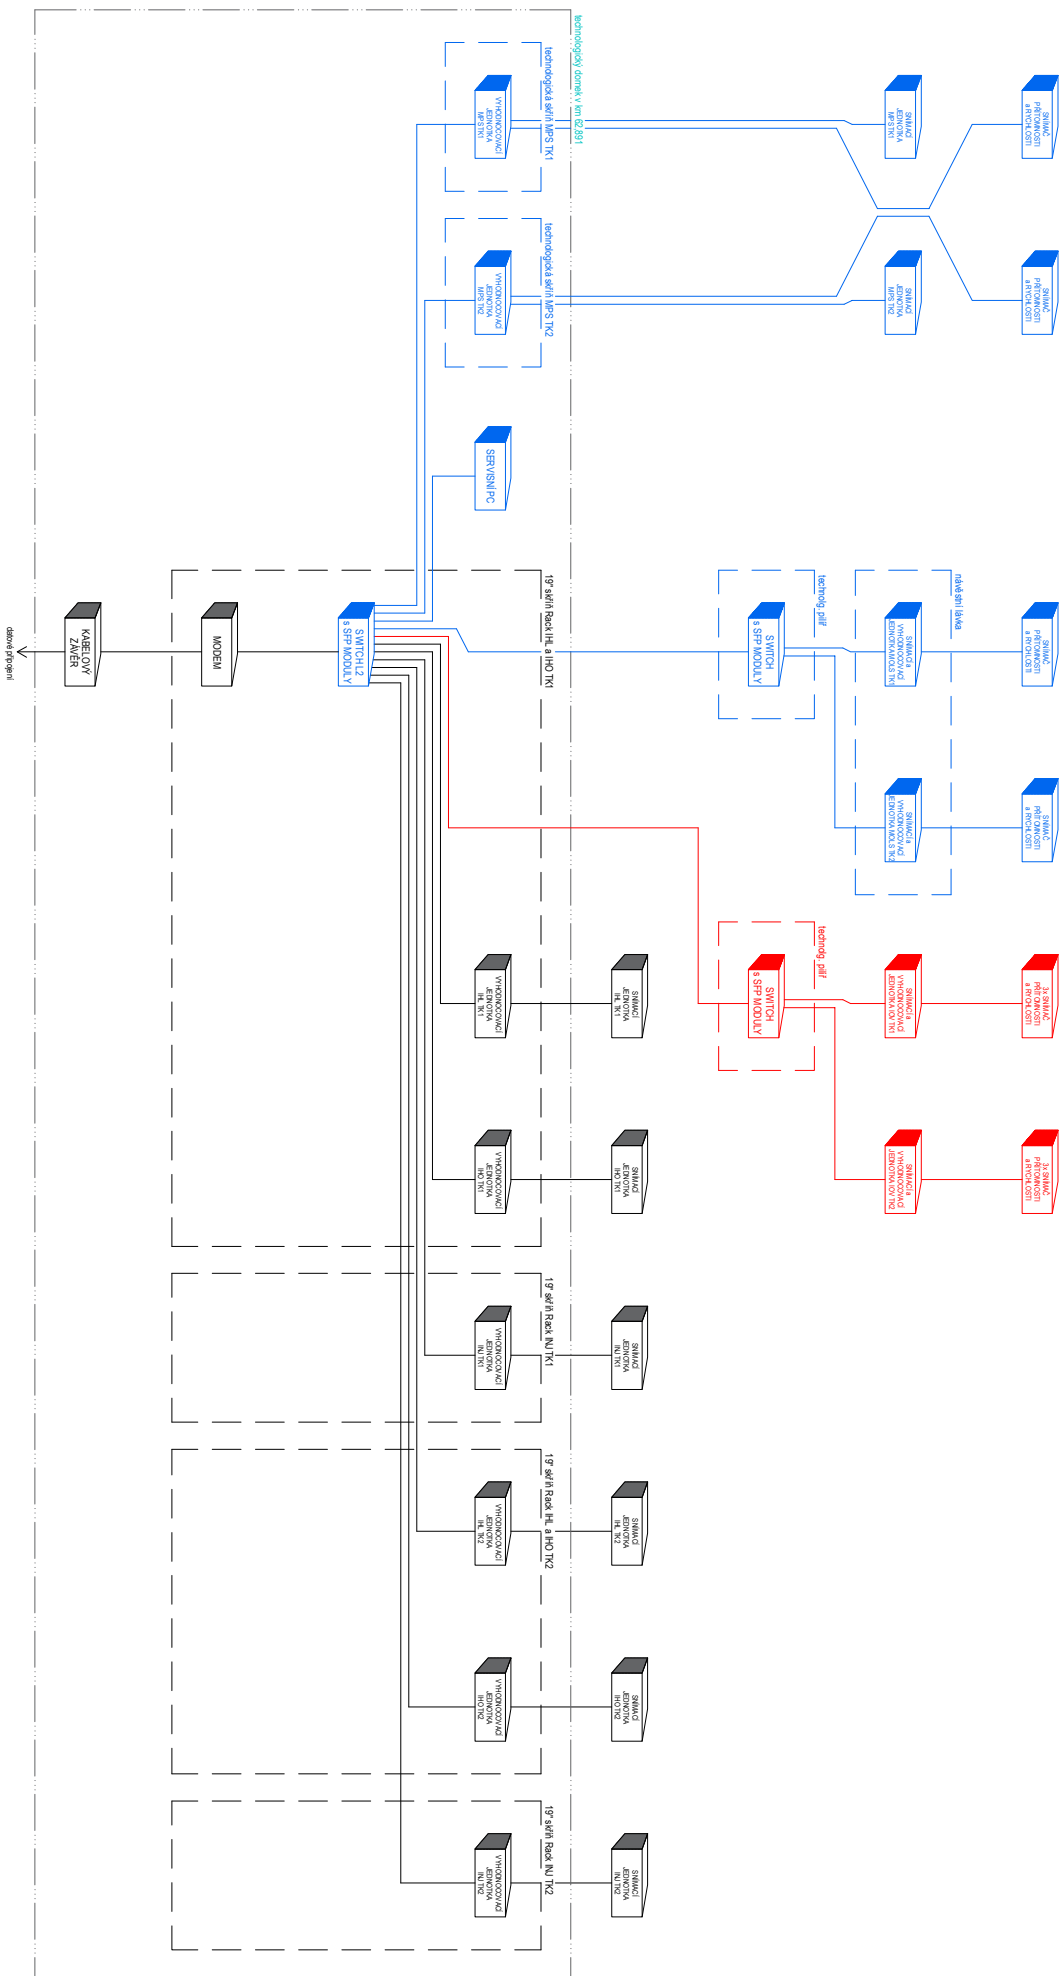 SNÍMAČ
PŘÍTOMNOSTI
a RYCHLOSTI
SNÍMAČ
PŘÍTOMNOSTI
a RYCHLOSTI
SNÍMAČ
PŘÍTOMNOSTI
a RYCHLOSTI
SNÍMAČ
PŘÍTOMNOSTI
a RYCHLOSTI
3x SNÍMAČ
PŘÍTOMNOSTI
a RYCHLOSTI
3x SNÍMAČ
PŘÍTOMNOSTI
a RYCHLOSTI
návěstní lávka
SNÍMACÍ
JEDNOTKA
MPS TK1
SNÍMACÍ
JEDNOTKA
MPS TK2
SNÍMACÍ a
VYHODNOCOVACÍ
JEDNOTKA MOLS TK1
SNÍMACÍ a
VYHODNOCOVACÍ
JEDNOTKA MOLS TK2
SNÍMACÍ a
VYHODNOCOVACÍ
JEDNOTKA IOV TK1
SNÍMACÍ a
VYHODNOCOVACÍ
JEDNOTKA IOV TK2
technolog. pilíř
technolog. pilíř
SWITCH
s SFP MODULY
SWITCH
s SFP MODULY
SNÍMACÍ
JEDNOTKA
IHL TK1
SNÍMACÍ
JEDNOTKA
IHO TK1
SNÍMACÍ
JEDNOTKA
INJ TK1
SNÍMACÍ
JEDNOTKA
IHL TK2
SNÍMACÍ
JEDNOTKA
IHO TK2
SNÍMACÍ
JEDNOTKA
INJ TK2
technologický domek v km 62,891
technologická skříň MPS TK1
technologická skříň MPS TK2
19" skříň Rack IHL a IHO TK1
19" skříň Rack INJ TK1
19" skříň Rack IHL a IHO TK2
19" skříň Rack INJ TK2
VYHODNOCOVACÍ
JEDNOTKA
MPS TK1
VYHODNOCOVACÍ
JEDNOTKA
MPS TK2
SERVISNÍ PC
VYHODNOCOVACÍ
JEDNOTKA
IHL TK1
VYHODNOCOVACÍ
JEDNOTKA
IHO TK1
VYHODNOCOVACÍ
JEDNOTKA
INJ TK1
VYHODNOCOVACÍ
JEDNOTKA
IHL TK2
VYHODNOCOVACÍ
JEDNOTKA
IHO TK2
VYHODNOCOVACÍ
JEDNOTKA
INJ TK2
SWITCH L2
s SFP MODULY
MODEM
KABELOVÝ
ZÁVĚR
datové připojení